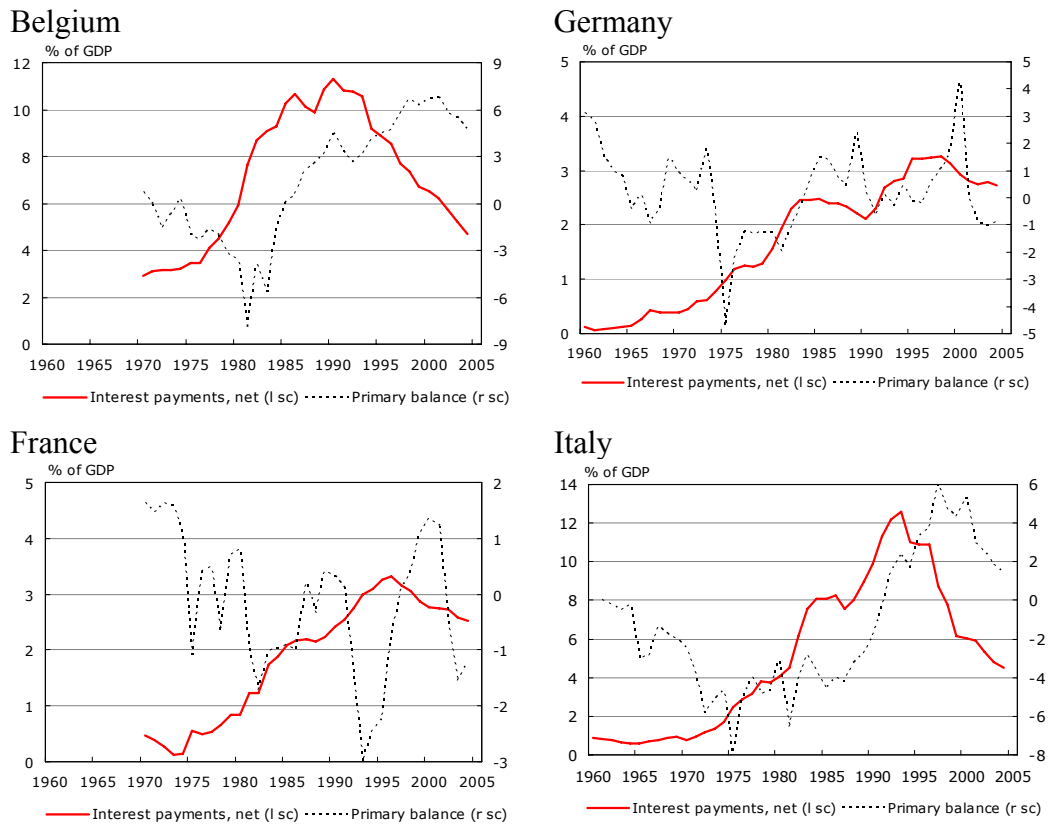 Belgium
% of GDP
12 9
10 6
8 3
6 0
4 -3
2 -6
0 -9
1960 1965 1970 1975 1980 1985 1990 1995 2000 2005
Interest payments, net (l sc) Primary balance (r sc)
Germany
% of GDP
5 5
4
4 3
2
3 1
0
2 -1
-2
1 -3
-4
0 -5
1960 1965 1970 1975 1980 1985 1990 1995 2000 2005
Interest payments, net (l sc) Primary balance (r sc)
France
% of GDP
5 2
4 1
3 0
2 -1
1 -2
0 -3
1960 1965 1970 1975 1980 1985 1990 1995 2000 2005
Interest payments, net (l sc) Primary balance (r sc)
Italy
% of GDP
14 6
12 4
10 2
8 0
6 -2
4 -4
2 -6
0 -8
1960 1965 1970 1975 1980 1985 1990 1995 2000 2005
Interest payments, net (l sc) Primary balance (r sc)